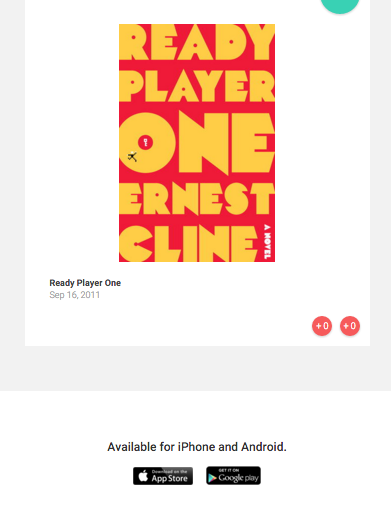 READY
PLAYER
ONE
ERNEST
CLINE
A NOVEL
Ready Player One
Sep 16, 2011
+0 +0
Available for iPhone and Android.
Download on the
App Store
GET IT ON
Google play